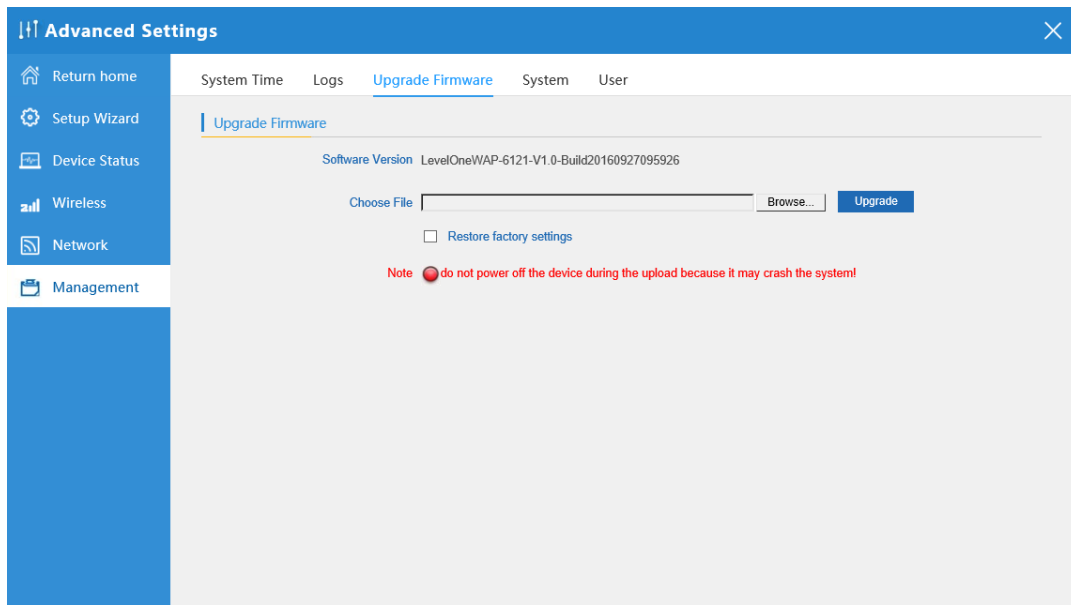 Advanced Settings
Return home
Setup Wizard
Device Status
Wireless
Network
Management
System Time Logs Upgrade Firmware System User
Upgrade Firmware
Software Version LevelOneWAP-6121-V1.0-Build20160927095926
Choose File Browse... Upgrade
Restore factory settings
Note do not power off the device during the upload because it may crash the system!